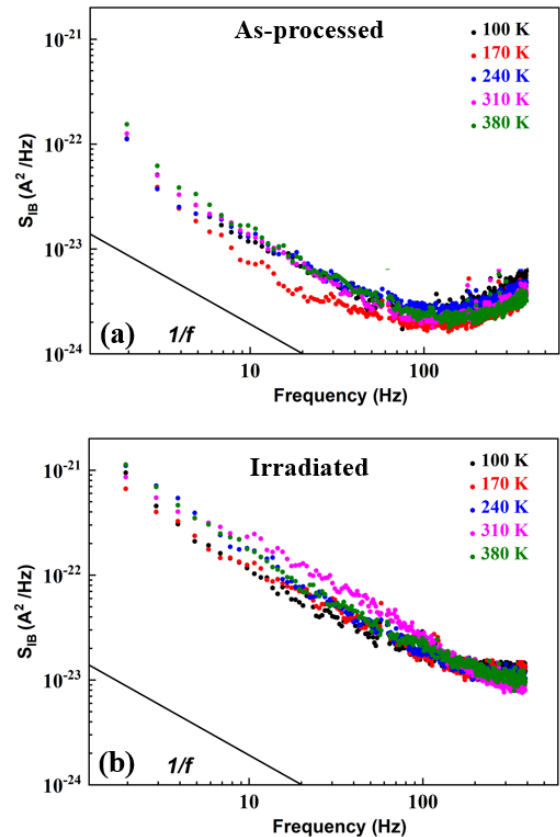 As-processed
10⁻²¹
10⁻²²
10⁻²³
10⁻²⁴
S_IB (A² /Hz)
100 K
170 K
240 K
310 K
380 K
(a)
1/f
10
100
Frequency (Hz)
Irradiated
10⁻²¹
10⁻²²
10⁻²³
10⁻²⁴
S_IB (A² /Hz)
100 K
170 K
240 K
310 K
380 K
(b)
1/f
10
100
Frequency (Hz)